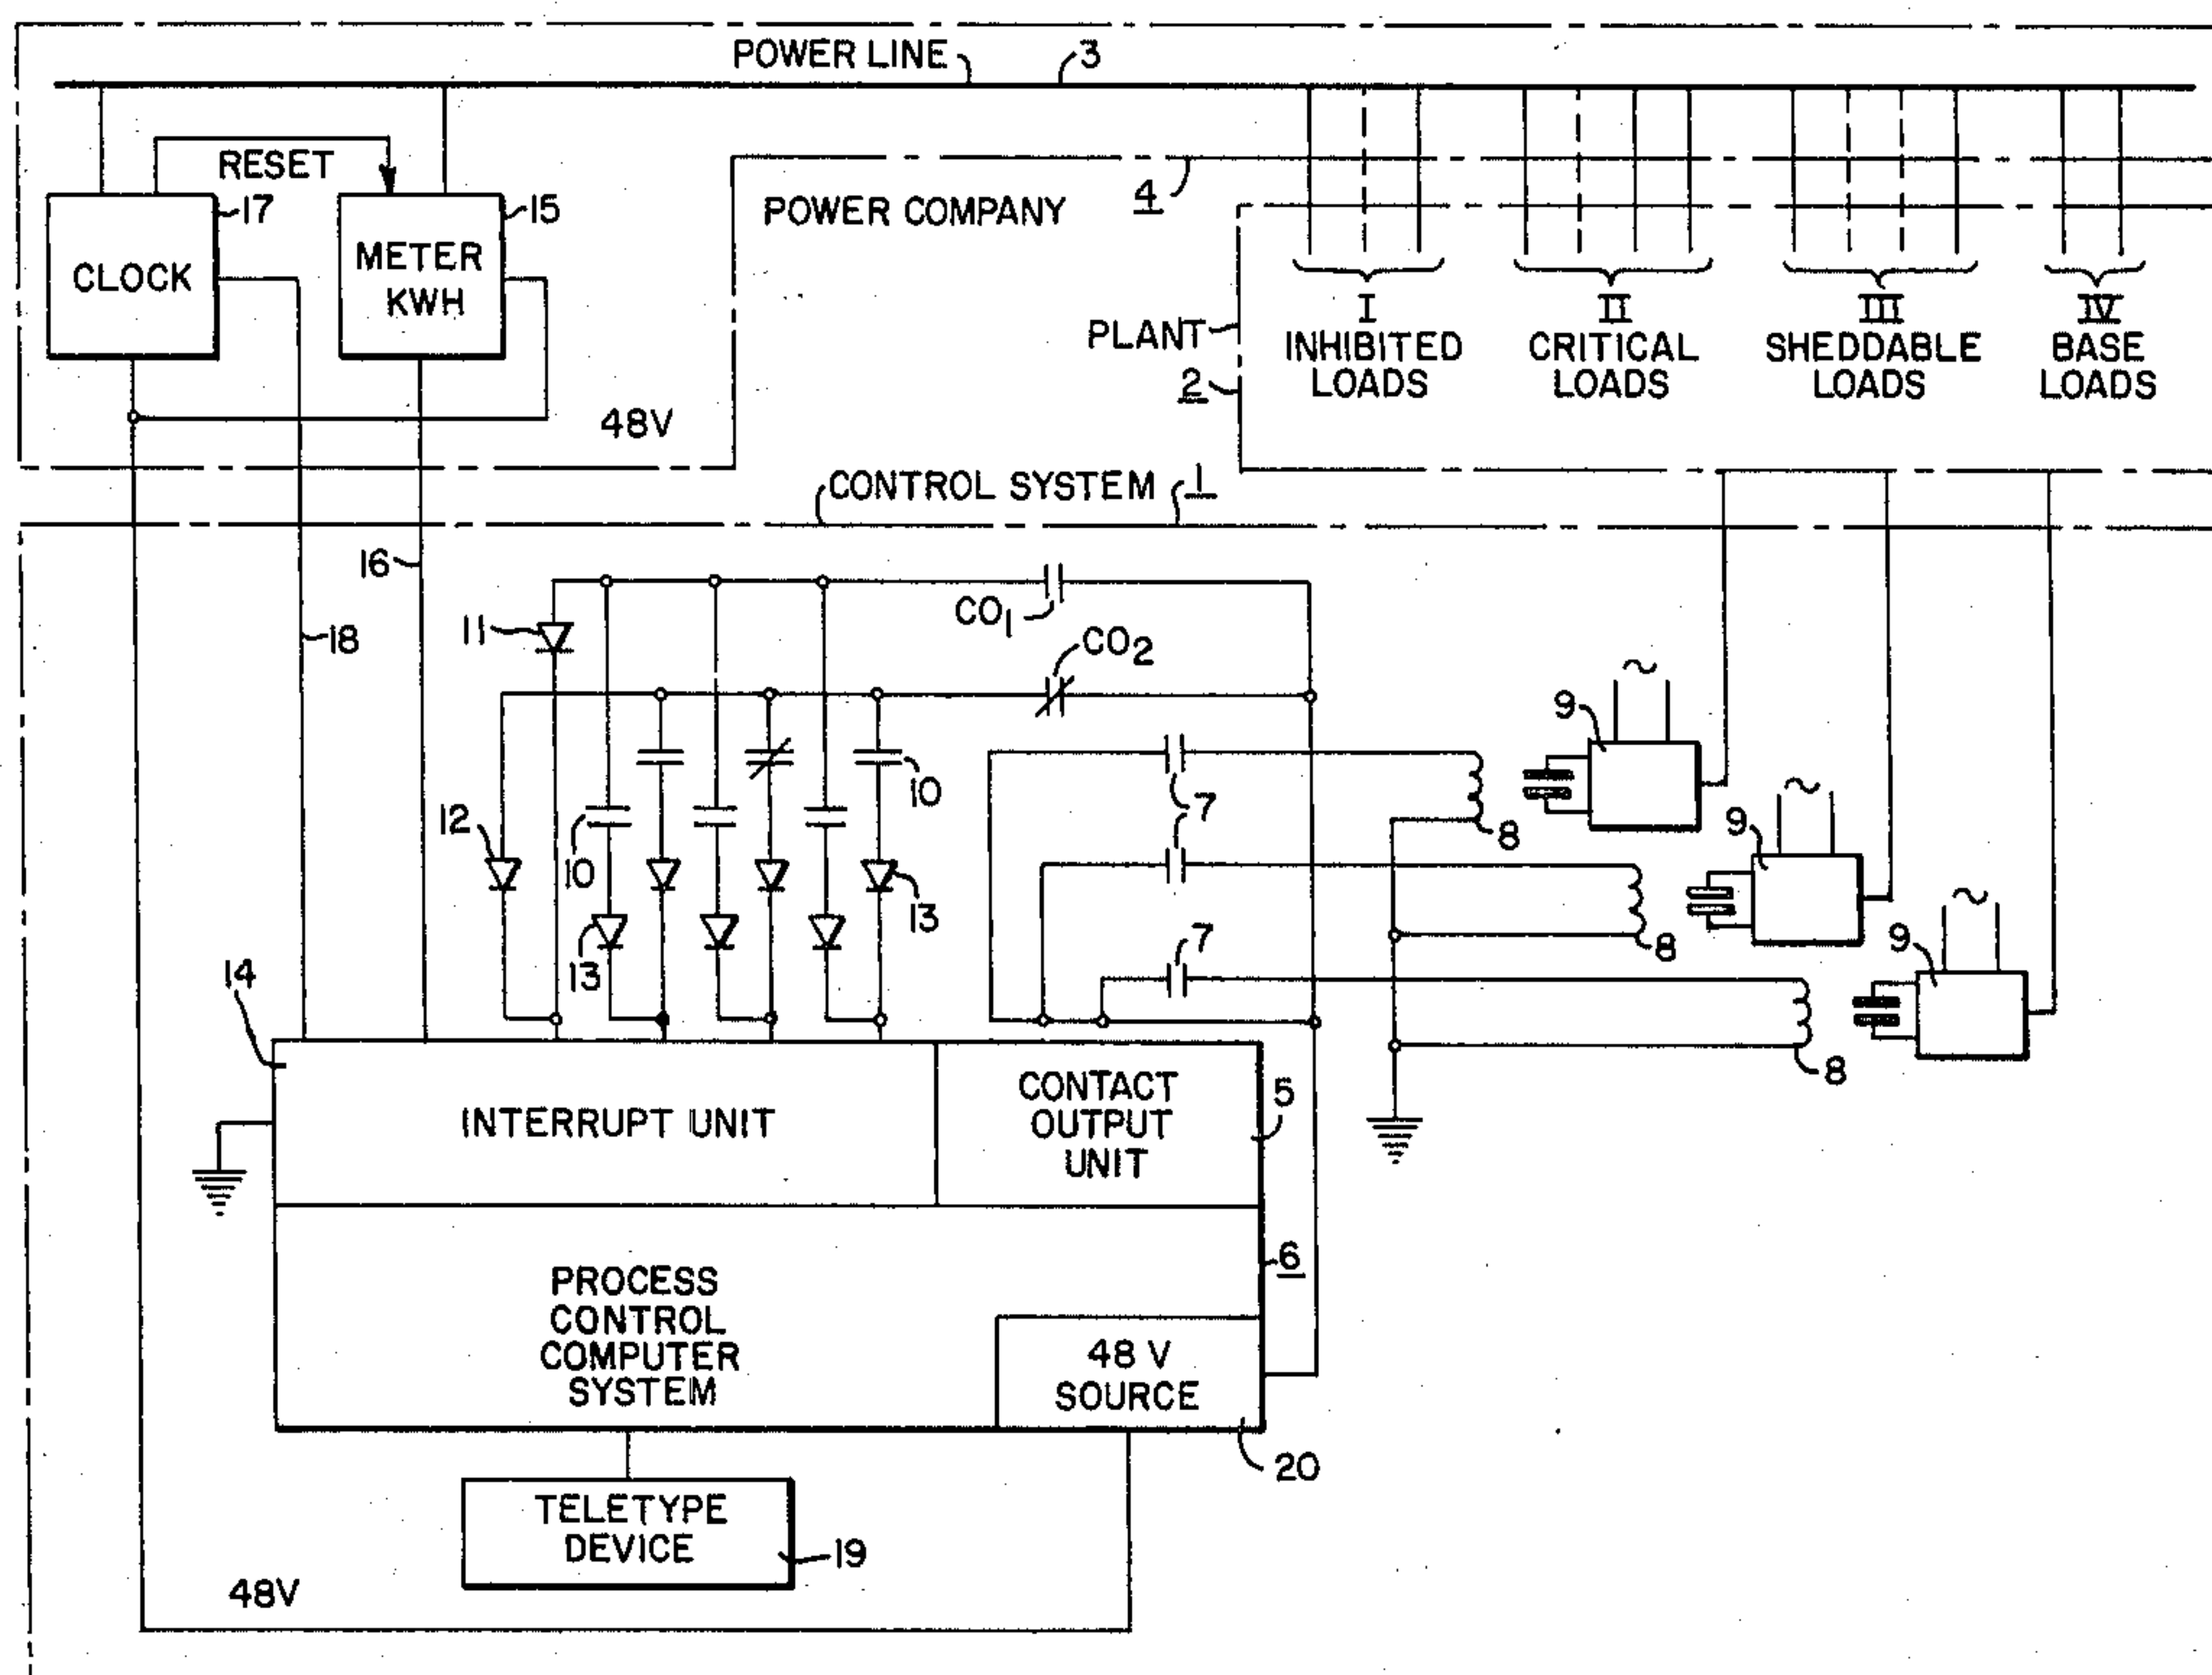 POWER LINE
3
RESET
17
15
4
POWER COMPANY
CLOCK
METER
KWH
PLANT
2
I
INHIBITED
LOADS
II
CRITICAL
LOADS
III
SHEDDABLE
LOADS
IV
BASE
LOADS
48V
CONTROL SYSTEM
1
16
18
11
CO1
CO2
9
10
7
12
10
8
9
7
13
13
8
9
7
8
14
INTERRUPT UNIT
CONTACT
OUTPUT
UNIT
5
6
PROCESS
CONTROL
COMPUTER
SYSTEM
48 V
SOURCE
20
TELETYPE
DEVICE
19
48V